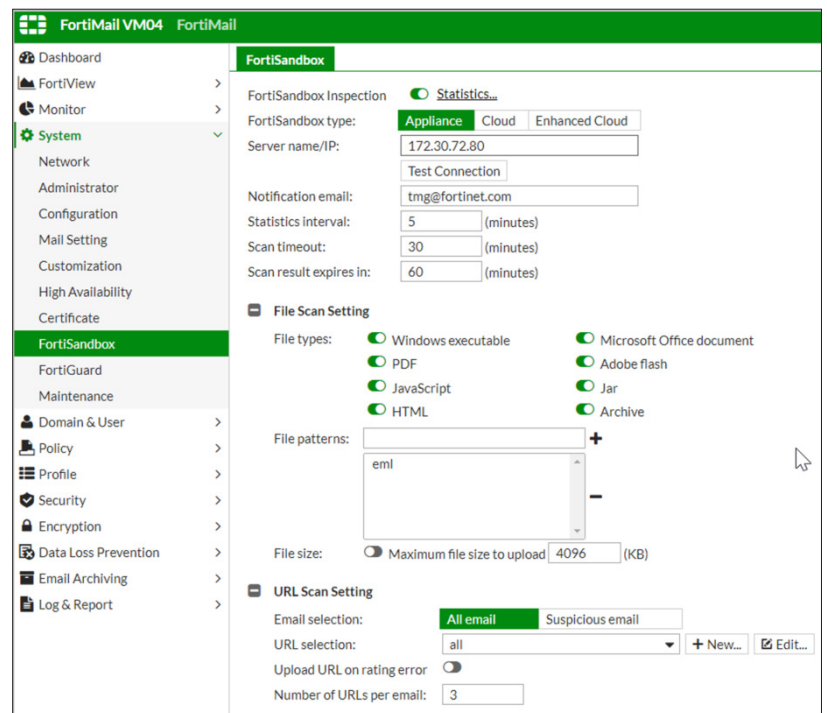 FortiMail VM04 FortiMail
Dashboard
FortiView
Monitor
System
Network
Administrator
Configuration
Mail Setting
Customization
High Availability
Certificate
FortiSandbox
FortiGuard
Maintenance
Domain & User
Policy
Profile
Security
Encryption
Data Loss Prevention
Email Archiving
Log & Report
FortiSandbox
FortiSandbox Inspection Statistics...
FortiSandbox type: Appliance Cloud Enhanced Cloud
Server name/IP: 172.30.72.80
Test Connection
Notification email: tmg@fortinet.com
Statistics interval: 5 (minutes)
Scan timeout: 30 (minutes)
Scan result expires in: 60 (minutes)
File Scan Setting
File types: Windows executable Microsoft Office document
PDF Adobe flash
JavaScript Jar
HTML Archive
File patterns:
eml
File size: Maximum file size to upload 4096 (KB)
URL Scan Setting
Email selection: All email Suspicious email
URL selection: all New... Edit...
Upload URL on rating error
Number of URLs per email: 3